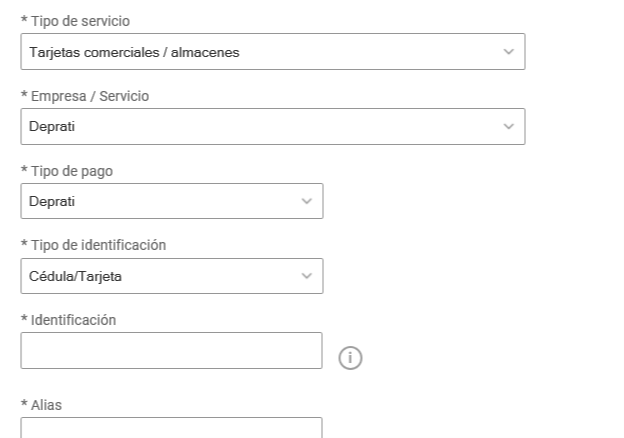 * Tipo de servicio
Tarjetas comerciales / almacenes
* Empresa / Servicio
Deprati
* Tipo de pago
Deprati
* Tipo de identificación
Cédula/Tarjeta
* Identificación
i
* Alias